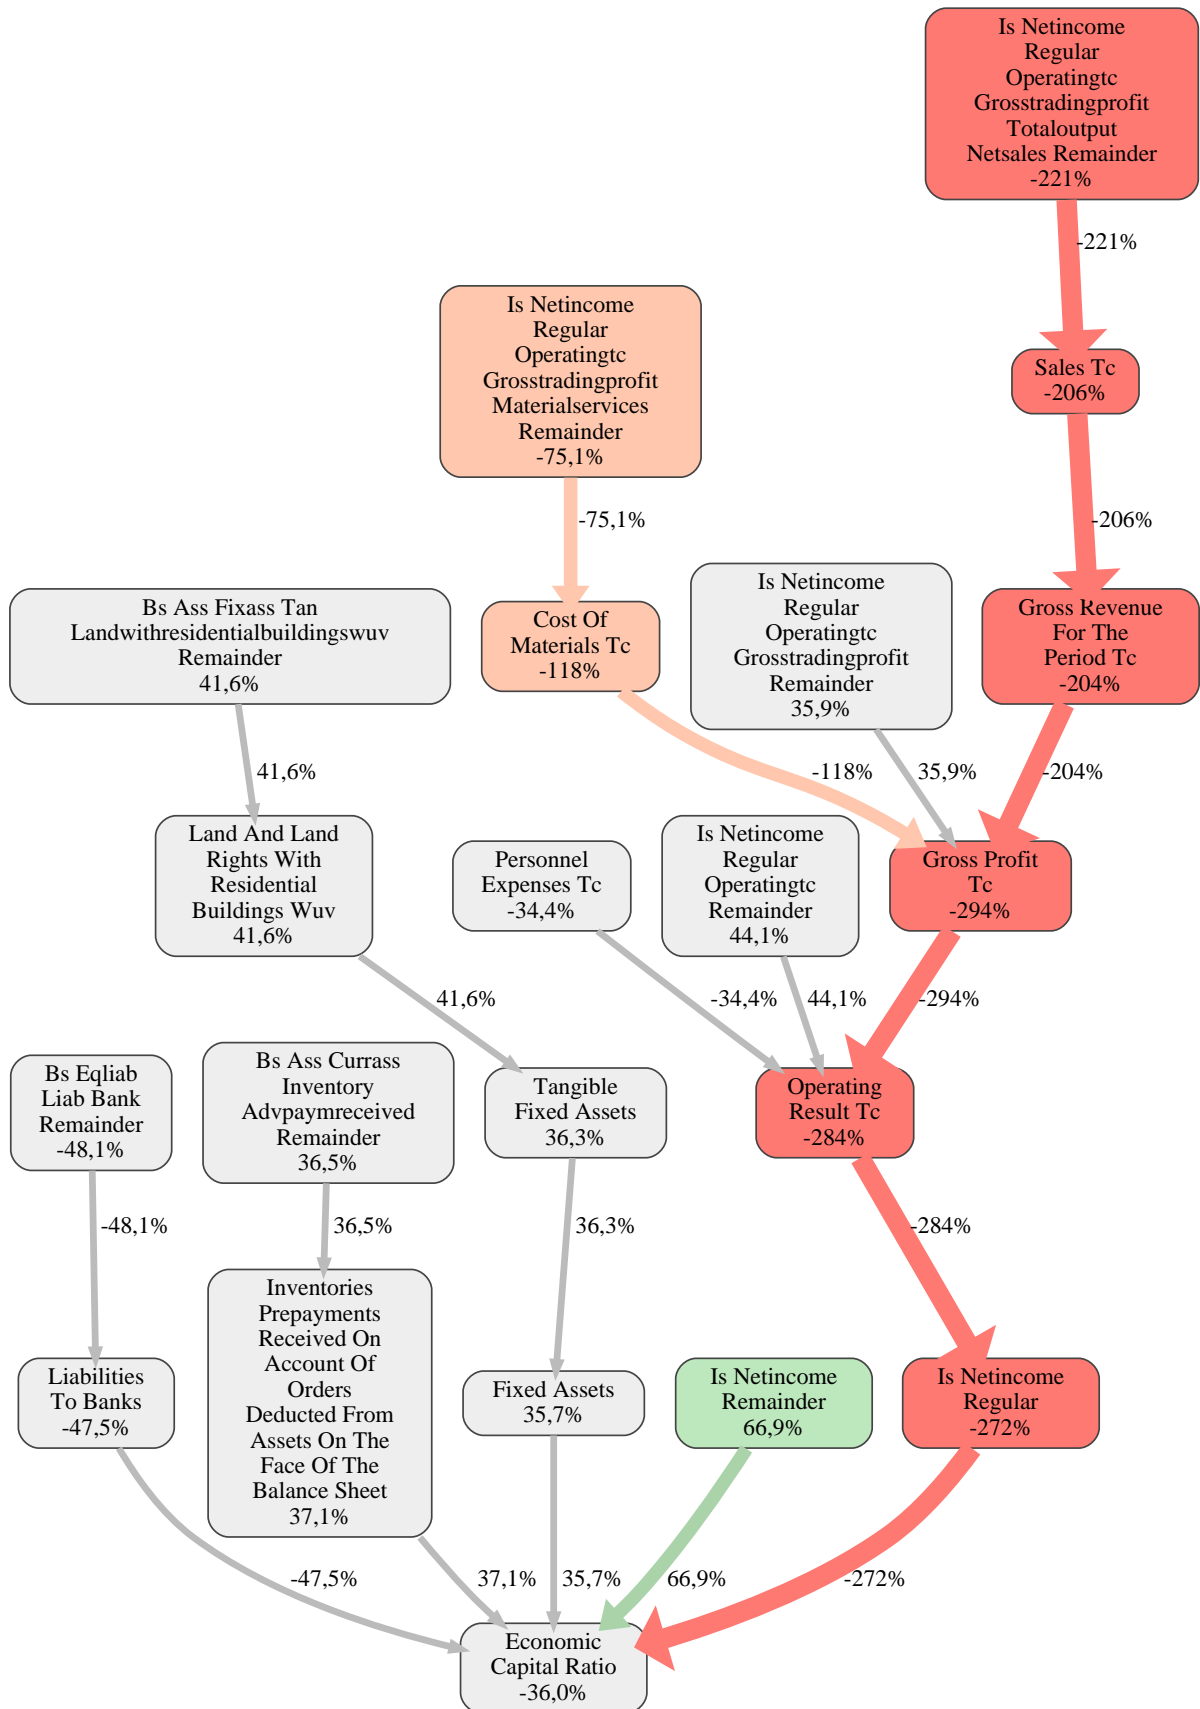 Is Netincome
Regular
Operatingtc
Grosstradingprofit
Totaloutput
Netsales Remainder
-221%
-221%
Is Netincome
Regular
Operatingtc
Grosstradingprofit
Materialservices
Remainder
-75,1%
Sales Tc
-206%
-75,1%
-206%
Bs Ass Fixass Tan
Landwithresidentialbuildingswuv
Remainder
41,6%
Cost Of
Materials Tc
-118%
Is Netincome
Regular
Operatingtc
Grosstradingprofit
Remainder
35,9%
Gross Revenue
For The
Period Tc
-204%
41,6%
-118%
35,9%
-204%
Land And Land
Rights With
Residential
Buildings Wuv
41,6%
Personnel
Expenses Tc
-34,4%
Is Netincome
Regular
Operatingtc
Remainder
44,1%
Gross Profit
Tc
-294%
41,6%
-34,4%
44,1%
-294%
Bs Eqliab
Liab Bank
Remainder
-48,1%
Bs Ass Currass
Inventory
Advpaymreceived
Remainder
36,5%
Tangible
Fixed Assets
36,3%
Operating
Result Tc
-284%
-48,1%
36,5%
36,3%
-284%
Liabilities
To Banks
-47,5%
Inventories
Prepayments
Received On
Account Of
Orders
Deducted From
Assets On The
Face Of The
Balance Sheet
37,1%
Fixed Assets
35,7%
Is Netincome
Remainder
66,9%
Is Netincome
Regular
-272%
-47,5%
37,1%
35,7%
66,9%
-272%
Economic
Capital Ratio
-36,0%